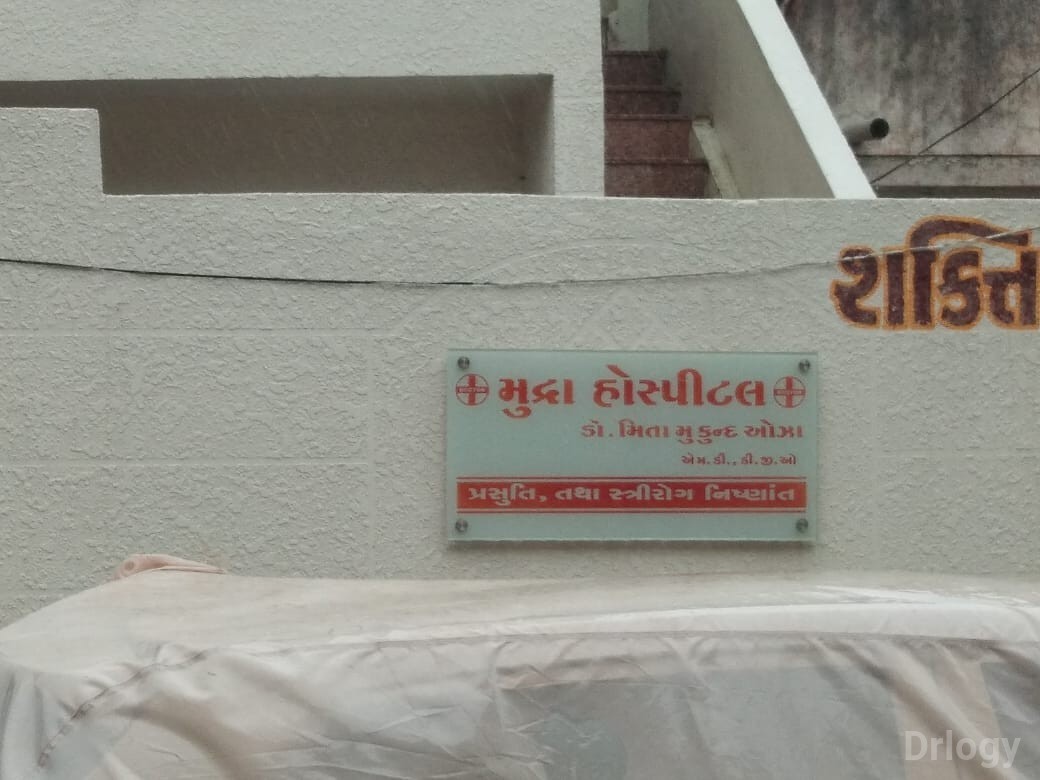 શક્તિ
મુદ્રા હોસ્પીટલ
ડૉ. મિતા મુકુન્દ ઓઝા
એમ.ડી., ડી.જી.ઓ
પ્રસુતિ, તથા સ્ત્રીરોગ નિષ્ણાંત
Drlogy